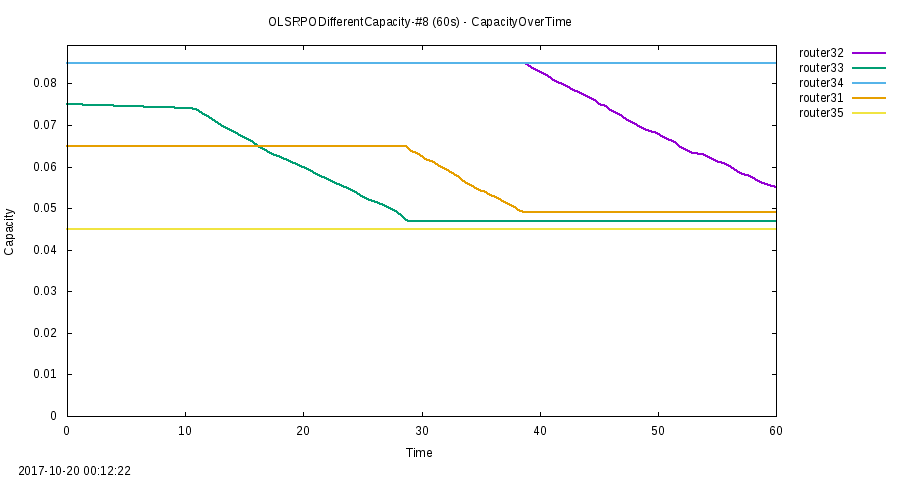 OLSRPODifferentCapacity-#8 (60s) - CapacityOverTime
router32
router33
router34
router31
router35
0.08
0.07
0.06
0.05
0.04
0.03
0.02
0.01
0
Capacity
0 10 20 30 40 50 60
Time
2017-10-20 00:12:22